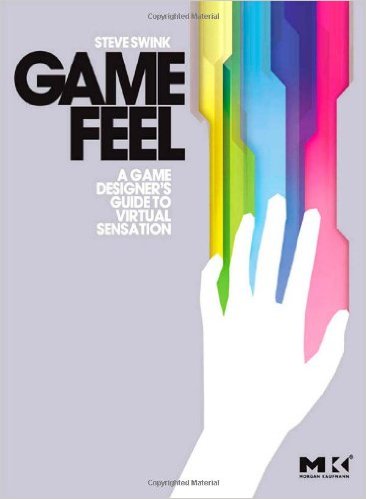 Copyrighted Material
STEVE SWINK
GAME
FEEL
A GAME
DESIGNER'S
GUIDE TO
VIRTUAL
SENSATION
MK®
MORGAN KAUFMANN
Copyrighted Material